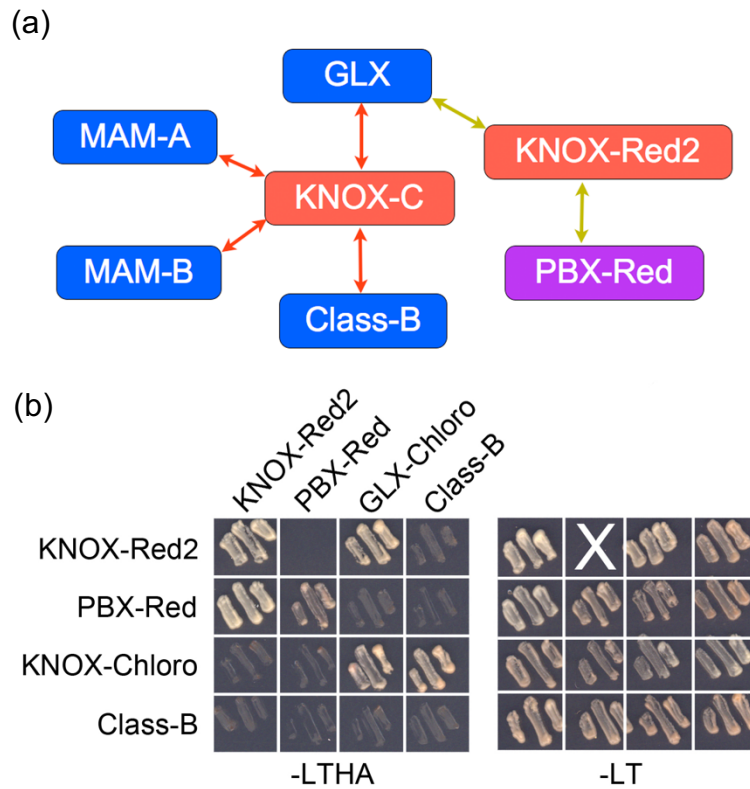 (a)
GLX
MAM-A
KNOX-Red2
KNOX-C
MAM-B
PBX-Red
Class-B
(b)
KNOX-Red2
PBX-Red
GLX-Chloro
Class-B
KNOX-Red2
X
PBX-Red
KNOX-Chloro
Class-B
-LTHA
-LT